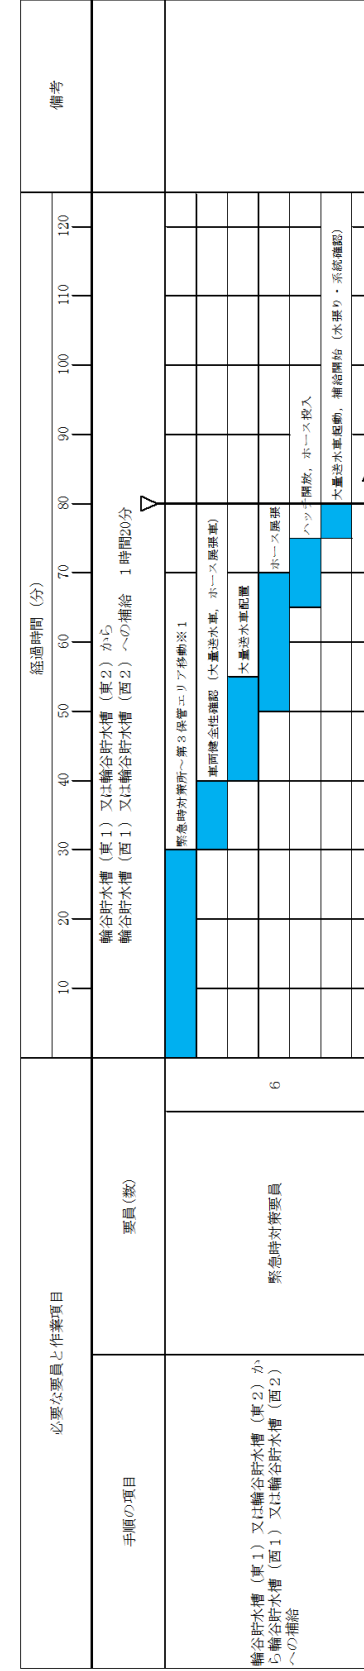 必要な要員と作業項目
経過時間（分）
備考
手順の項目
要員(数)
10 20 30 40 50 60 70 80 90 100 110 120
輪谷貯水槽（東１）又は輪谷貯水槽（東２）から
輪谷貯水槽（西１）又は輪谷貯水槽（西２）への補給　１時間20分
輪谷貯水槽（東１）又は輪谷貯水槽（東２）か
ら輪谷貯水槽（西１）又は輪谷貯水槽（西２）
への補給
緊急時対策要員
6
緊急時対策所～第３保管エリア移動※１
車両健全性確認（大量送水車，ホース展張車）
大量送水車配置
ホース展張
ハッチ開放，ホース投入
大量送水車起動，補給開始（水張り・系統確認）